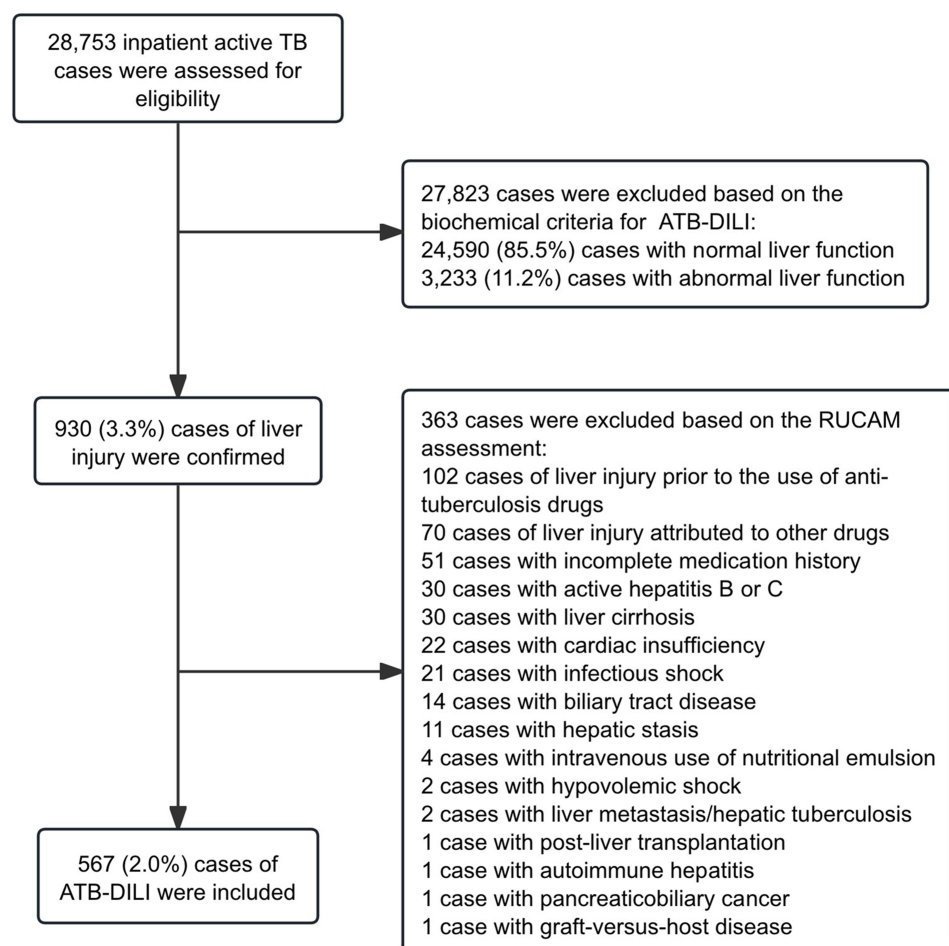 28,753 inpatient active TB
cases were assessed for
eligibility
27,823 cases were excluded based on the
biochemical criteria for ATB-DILI:
24,590 (85.5%) cases with normal liver function
3,233 (11.2%) cases with abnormal liver function
930 (3.3%) cases of liver
injury were confirmed
363 cases were excluded based on the RUCAM
assessment:
102 cases of liver injury prior to the use of anti-
tuberculosis drugs
70 cases of liver injury attributed to other drugs
51 cases with incomplete medication history
30 cases with active hepatitis B or C
30 cases with liver cirrhosis
22 cases with cardiac insufficiency
21 cases with infectious shock
14 cases with biliary tract disease
11 cases with hepatic stasis
4 cases with intravenous use of nutritional emulsion
2 cases with hypovolemic shock
2 cases with liver metastasis/hepatic tuberculosis
1 case with post-liver transplantation
1 case with autoimmune hepatitis
1 case with pancreaticobiliary cancer
1 case with graft-versus-host disease
567 (2.0%) cases of
ATB-DILI were included